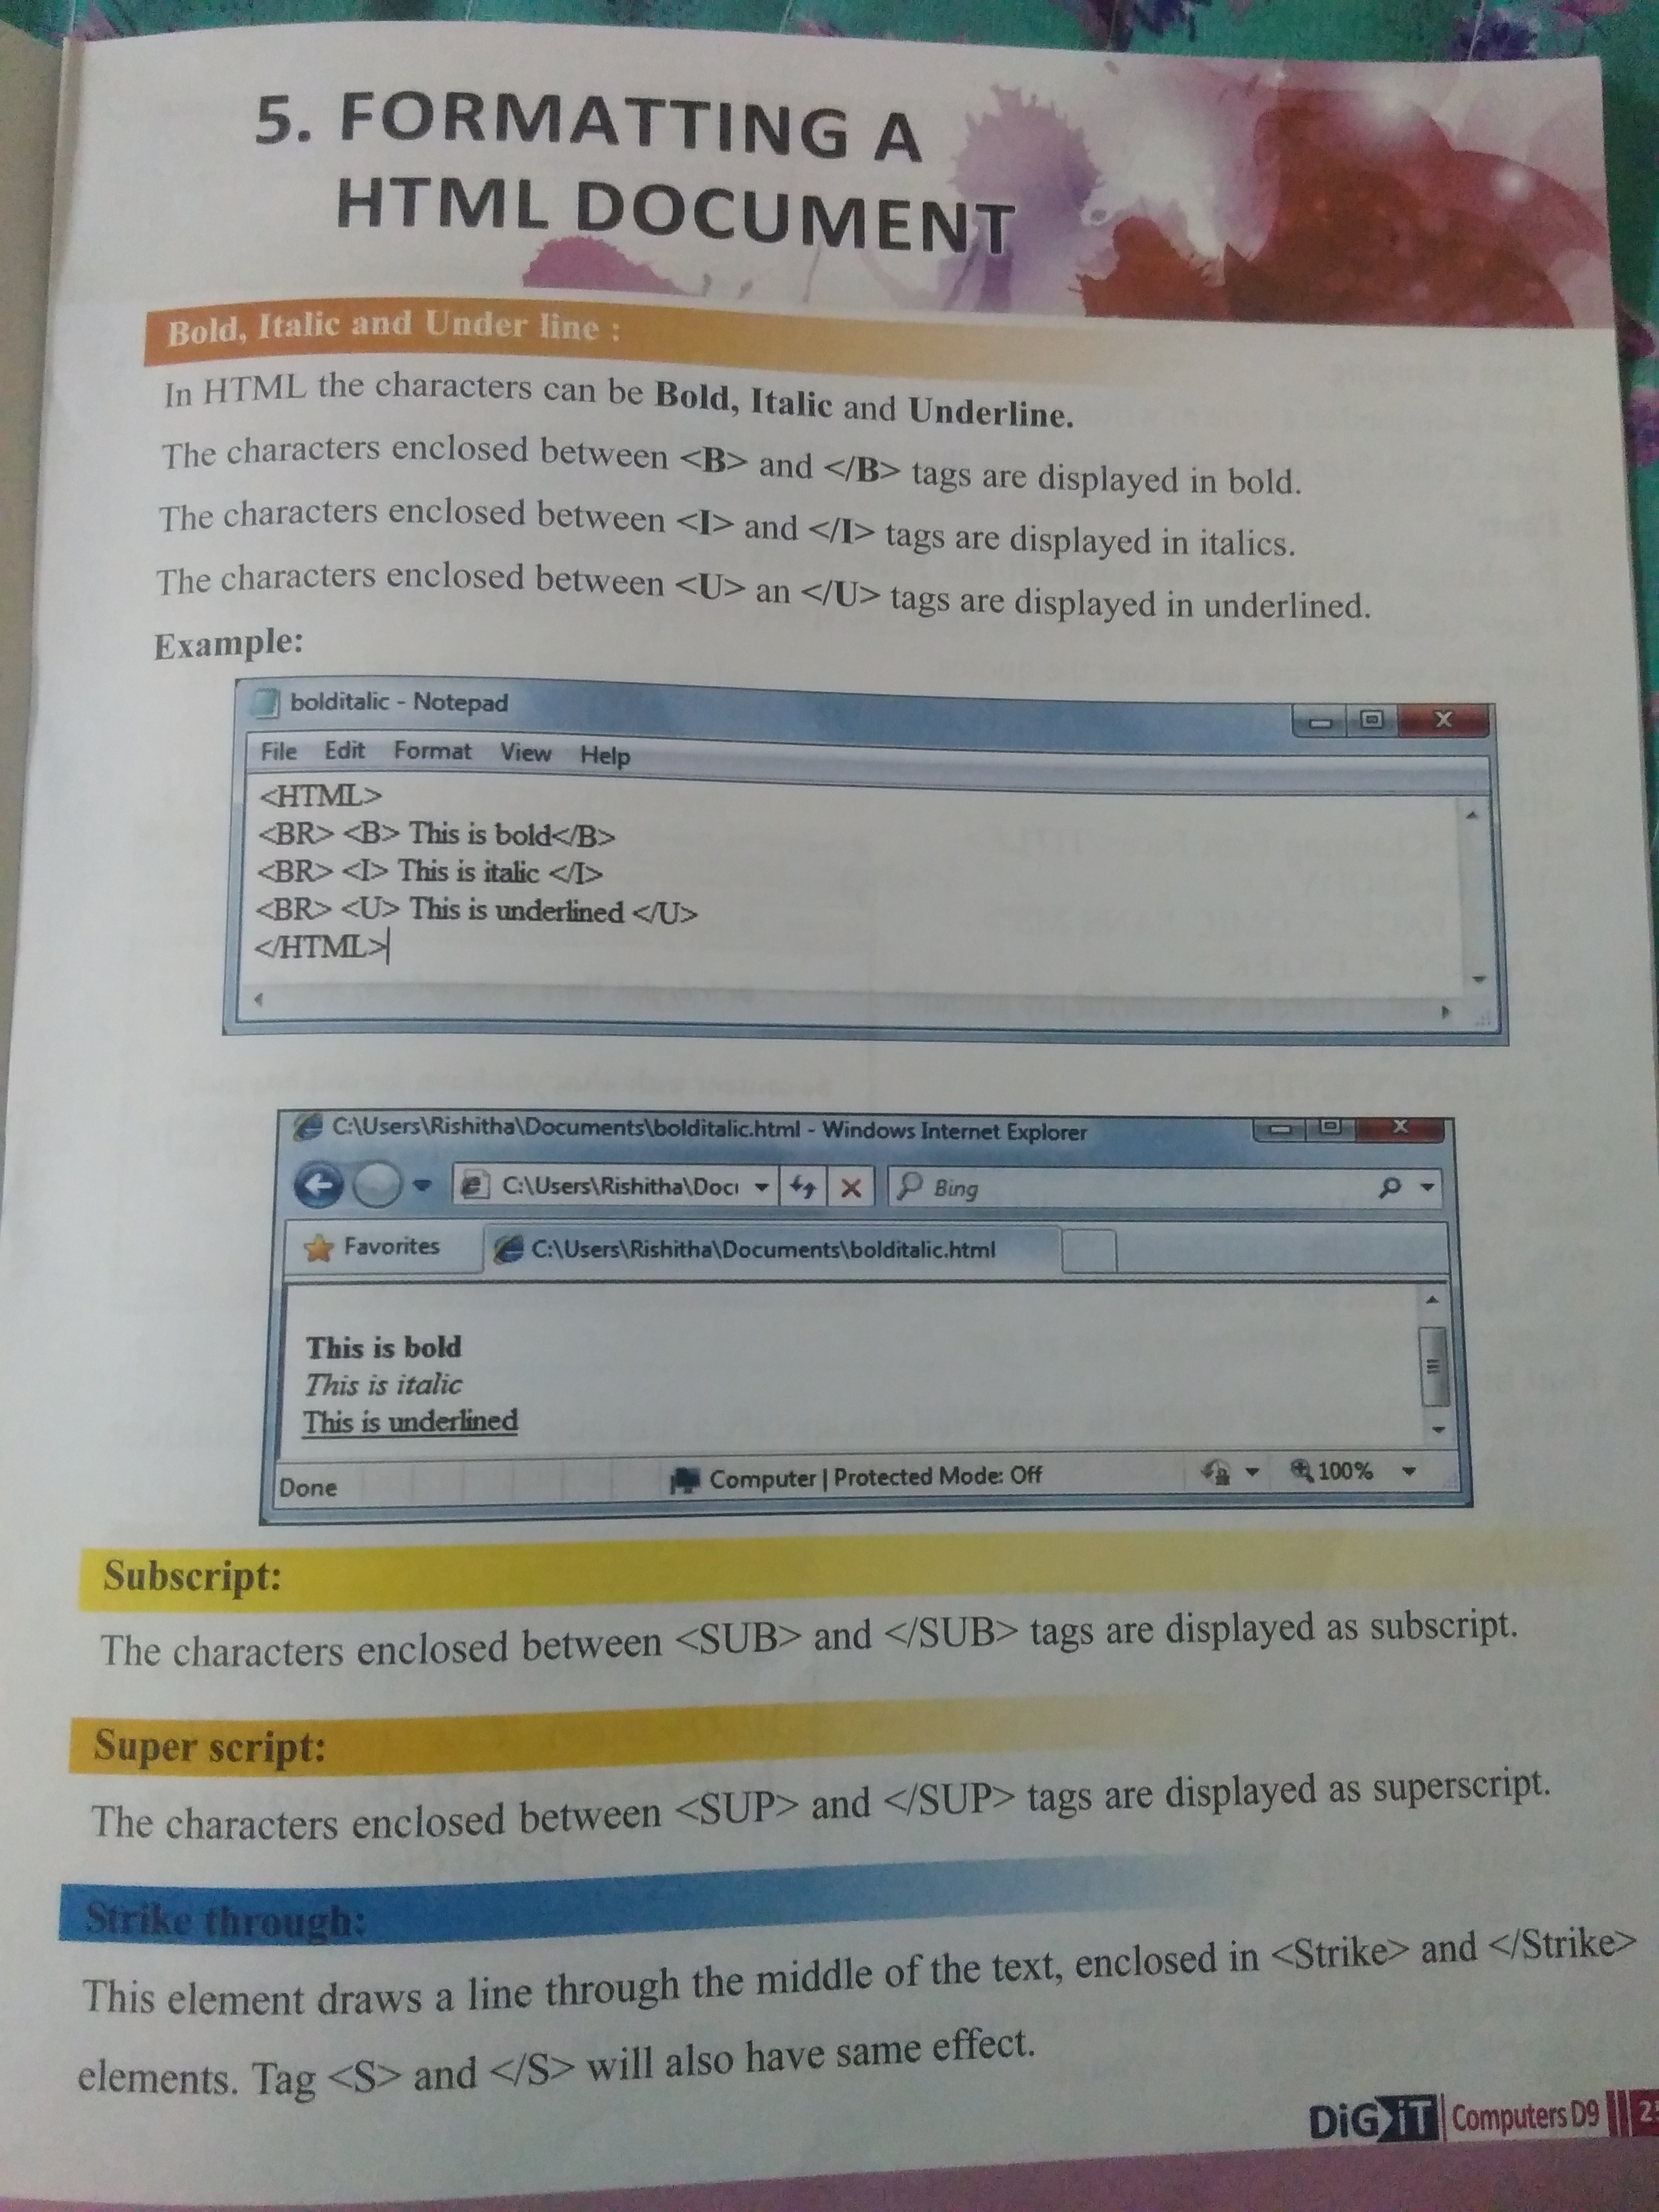 5. FORMATTING A
HTML DOCUMENT
Bold, Italic and Under line :
In HTML the characters can be Bold, Italic and Underline.
The characters enclosed between <B> and </B> tags are displayed in bold.
The characters enclosed between <I> and </I> tags are displayed in italics.
The characters enclosed between <U> an </U> tags are displayed in underlined.
Example:
bolditalic - Notepad
File Edit Format View Help
<HTML>
<BR> <B> This is bold</B>
<BR> <I> This is italic </I>
<BR> <U> This is underlined </U>
</HTML>
C:\Users\Rishitha\Documents\bolditalic.html - Windows Internet Explorer
C:\Users\Rishitha\Doc Bing
Favorites C:\Users\Rishitha\Documents\bolditalic.html
This is bold
This is italic
This is underlined
Done Computer | Protected Mode: Off 100%
Subscript:
The characters enclosed between <SUB> and </SUB> tags are displayed as subscript.
Super script:
The characters enclosed between <SUP> and </SUP> tags are displayed as superscript.
Strike through:
This element draws a line through the middle of the text, enclosed in <Strike> and </Strike>
elements. Tag <S> and </S> will also have same effect.
DiGiT Computers D9